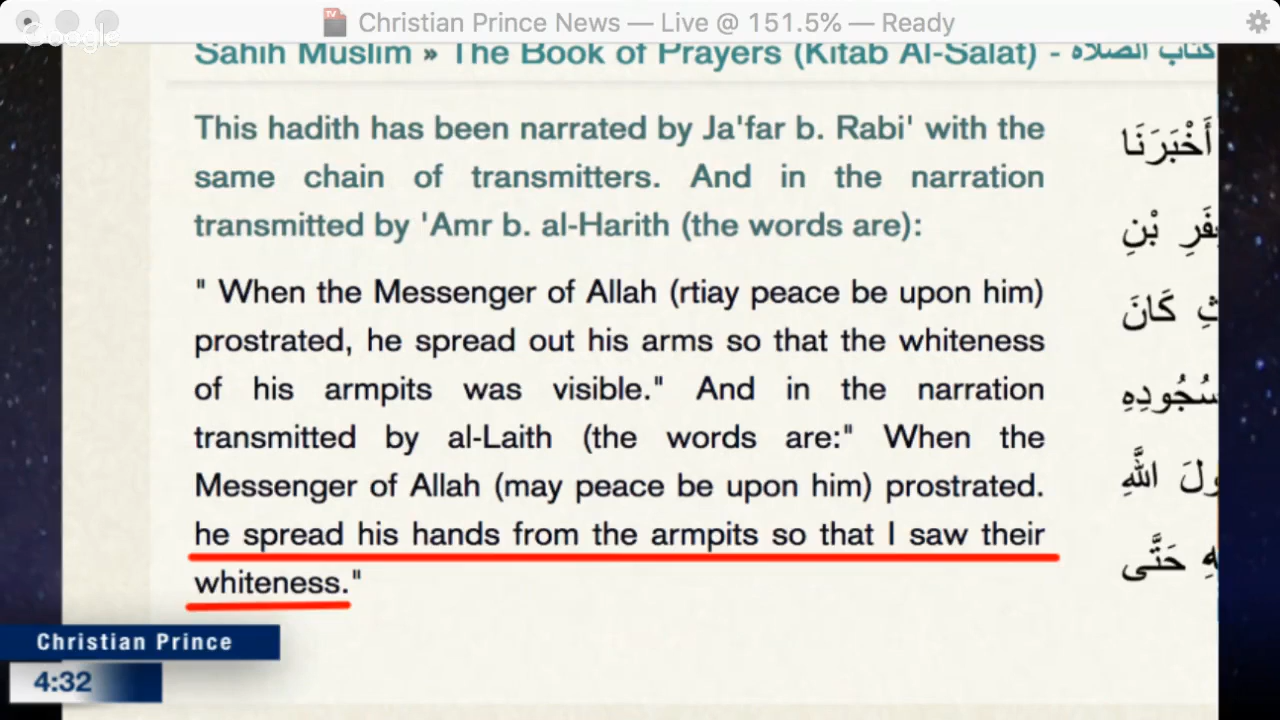 Christian Prince News — Live @ 151.5% — Ready
Google
Sahih Muslim » The Book of Prayers (Kitab Al-Salat) - كتاب الصلاة
This hadith has been narrated by Ja'far b. Rabi' with the
same chain of transmitters. And in the narration
transmitted by 'Amr b. al-Harith (the words are):
" When the Messenger of Allah (rtiay peace be upon him)
prostrated, he spread out his arms so that the whiteness
of his armpits was visible." And in the narration
transmitted by al-Laith (the words are:" When the
Messenger of Allah (may peace be upon him) prostrated.
he spread his hands from the armpits so that I saw their
whiteness."
أَخْبَرَنَا
بْنِ
كَانَ
سُجُودِهِ
اللَّهِ
حَتَّى
Christian Prince
4:32